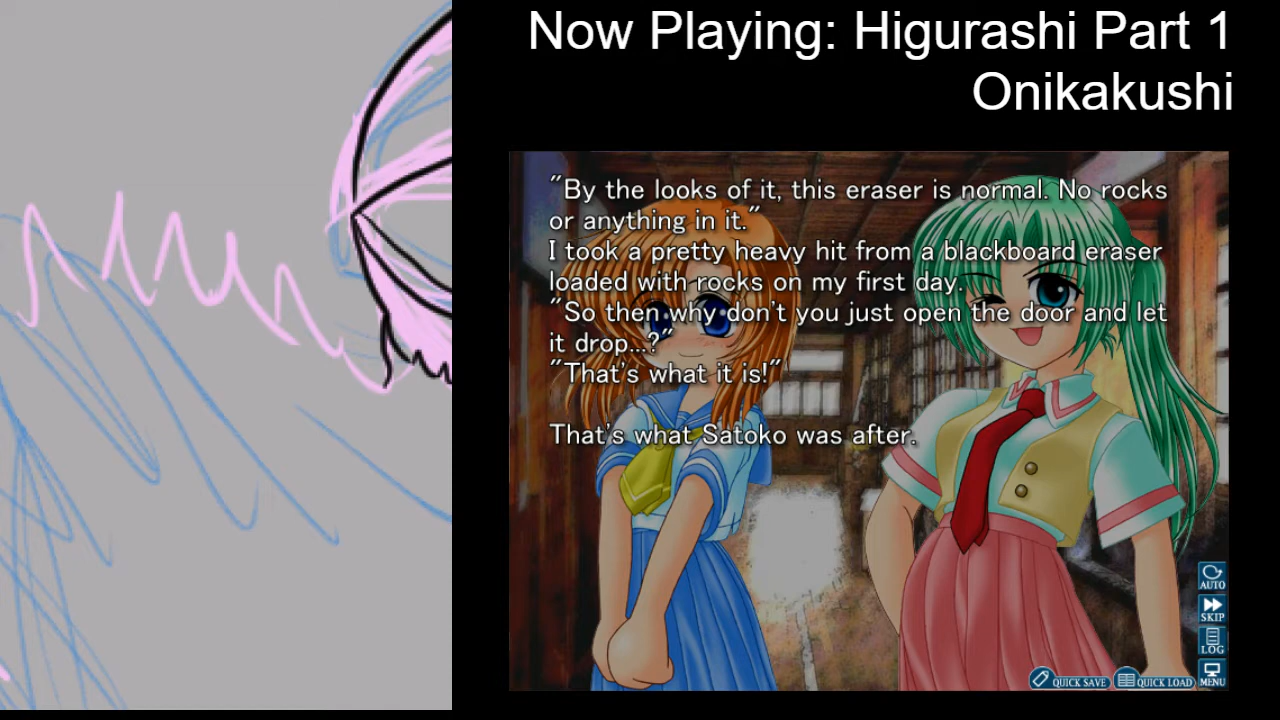 Now Playing: Higurashi Part 1
Onikakushi
"By the looks of it, this eraser is normal. No rocks
or anything in it."
I took a pretty heavy hit from a blackboard eraser
loaded with rocks on my first day.
"So then why don't you just open the door and let
it drop...?"
"That's what it is!"
That's what Satoko was after.
AUTO
SKIP
LOG
QUICK SAVE QUICK LOAD MENU